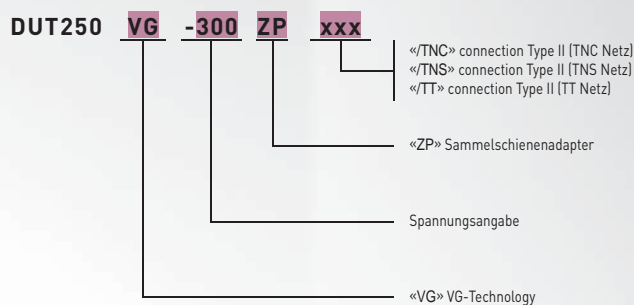 DUT250 VG -300 ZP xxx
«/TNC» connection Type II (TNC Netz)
«/TNS» connection Type II (TNS Netz)
«/TT» connection Type II (TT Netz)
«ZP» Sammelschienenadapter
Spannungsangabe
«VG» VG-Technology